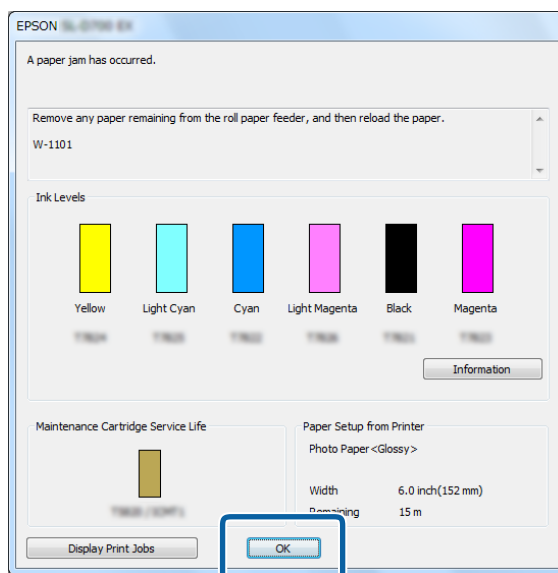 EPSON
A paper jam has occurred.
Remove any paper remaining from the roll paper feeder, and then reload the paper.
W-1101
Ink Levels
Yellow Light Cyan Cyan Light Magenta Black Magenta
Information
Maintenance Cartridge Service Life
Paper Setup from Printer
Photo Paper<Glossy>
Width 6.0 inch(152 mm)
Remaining 15 m
Display Print Jobs
OK